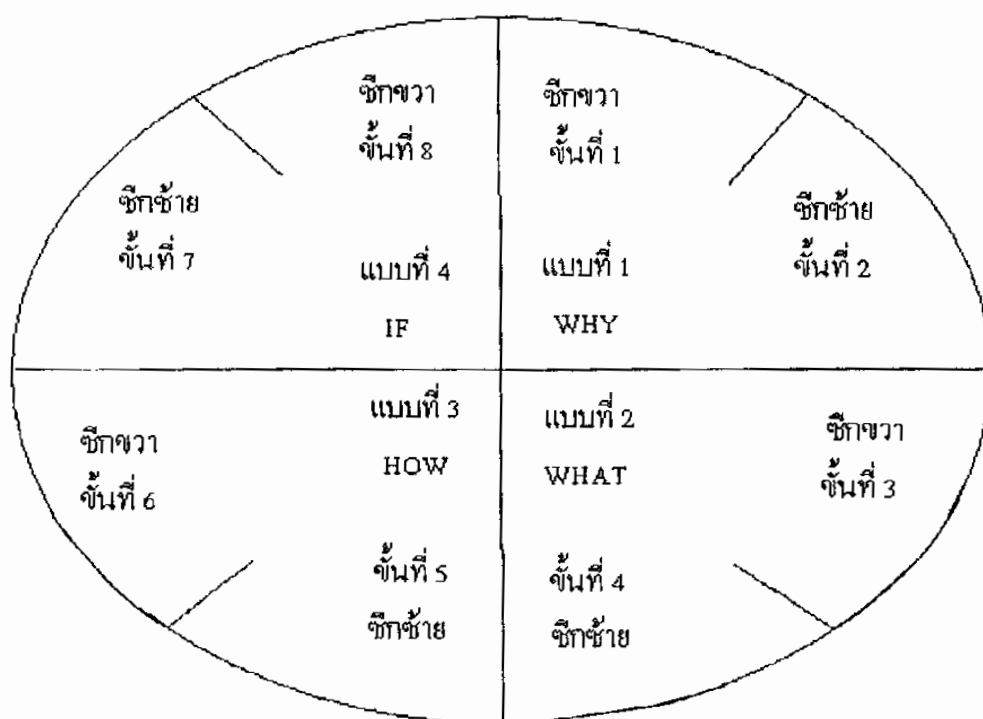 ซีกขวา
ขั้นที่ 8
ซีกขวา
ขั้นที่ 1
ซีกซ้าย
ขั้นที่ 7
ซีกซ้าย
ขั้นที่ 2
แบบที่ 4
IF
แบบที่ 1
WHY
แบบที่ 3
HOW
แบบที่ 2
WHAT
ซีกขวา
ขั้นที่ 6
ซีกขวา
ขั้นที่ 3
ขั้นที่ 5
ซีกซ้าย
ขั้นที่ 4
ซีกซ้าย